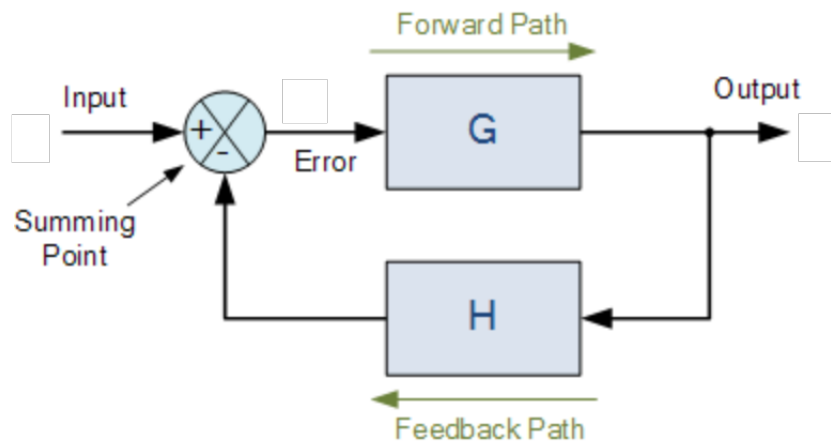 Forward Path
Input
Output
+
-
G
Error
Summing
Point
H
Feedback Path